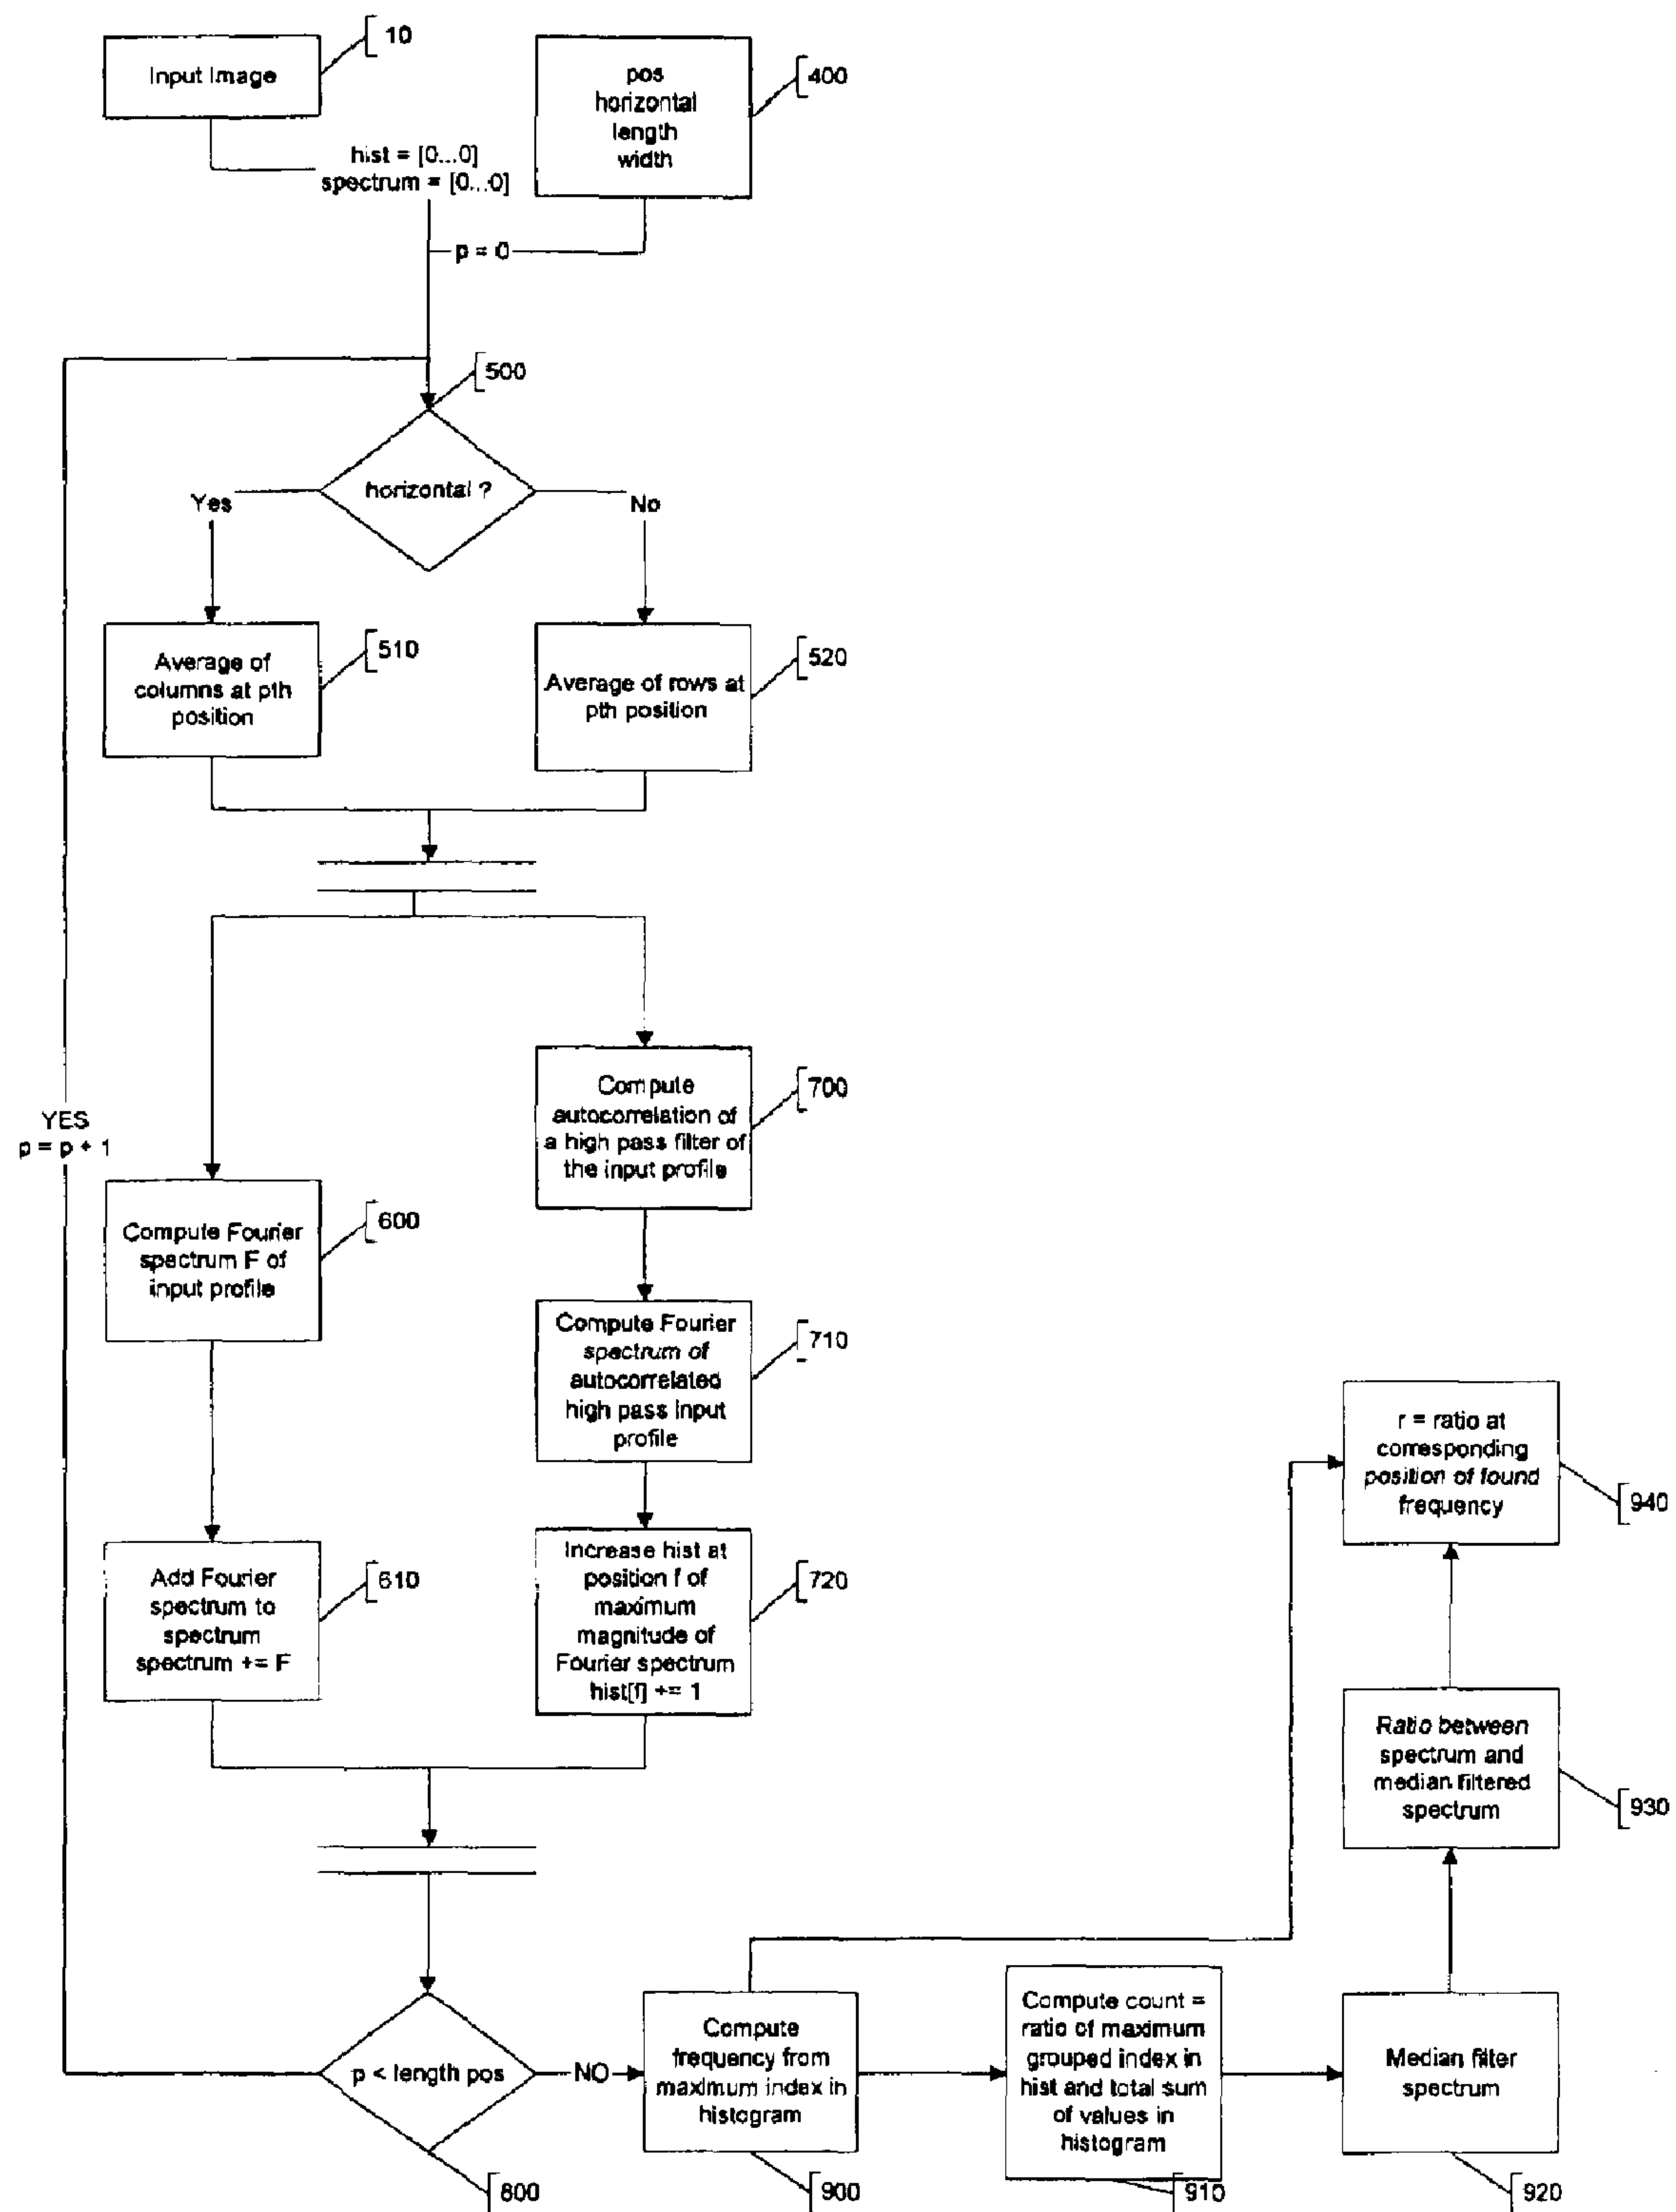 Input Image
10
pos
horizontal
length
width
400
hist = [0...0]
spectrum = [0...0]
p = 0
500
horizontal ?
Yes
No
Average of
columns at pth
position
510
Average of rows at
pth position
520
YES
p = p + 1
Compute Fourier
spectrum F of
input profile
600
Compute
autocorrelation of
a high pass filter of
the input profile
700
Compute Fourier
spectrum of
autocorrelated
high pass input
profile
710
Add Fourier
spectrum to
spectrum
spectrum += F
610
Increase hist at
position f of
maximum
magnitude of
Fourier spectrum
hist[f] += 1
720
r = ratio at
corresponding
position of found
frequency
940
Ratio between
spectrum and
median filtered
spectrum
930
p < length pos
800
NO
Compute
frequency from
maximum index in
histogram
900
Compute count =
ratio of maximum
grouped index in
hist and total sum
of values in
histogram
910
Median filter
spectrum
920